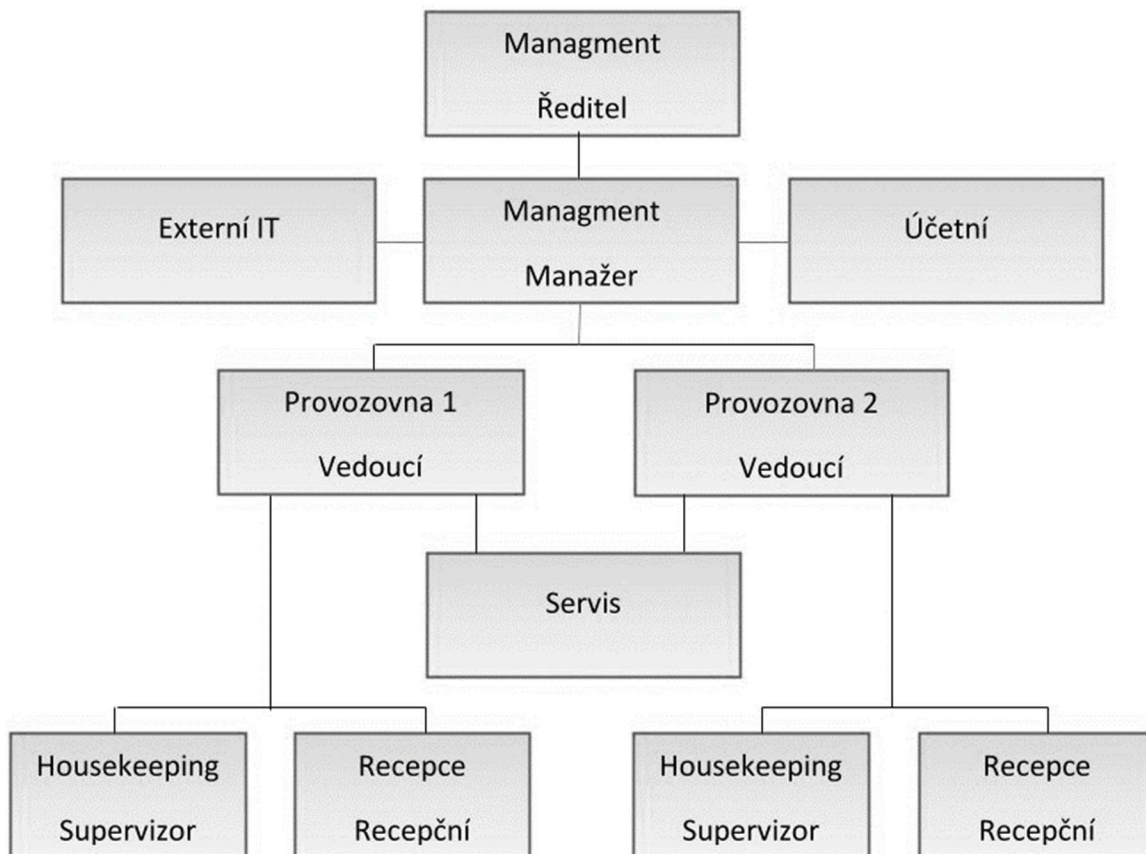 Managment
Ředitel
Externí IT
Managment
Manažer
Účetní
Provozovna 1
Vedoucí
Provozovna 2
Vedoucí
Servis
Housekeeping
Supervizor
Recepce
Recepční
Housekeeping
Supervizor
Recepce
Recepční